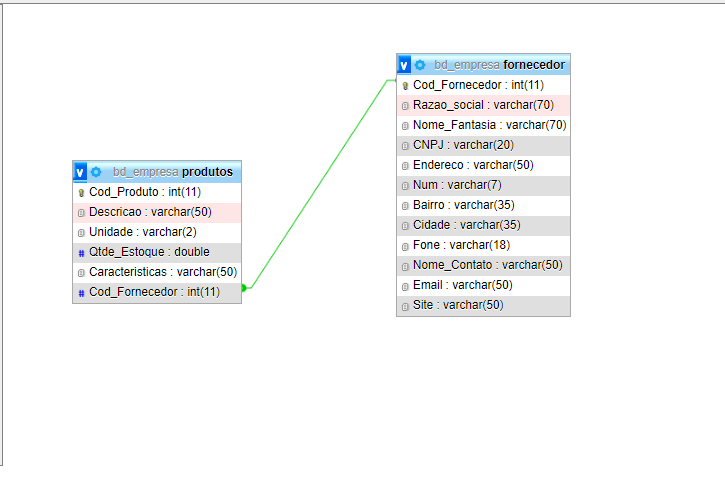 bd_empresa fornecedor
Cod_Fornecedor : int(11)
Razao_social : varchar(70)
Nome_Fantasia : varchar(70)
CNPJ : varchar(20)
Endereco : varchar(50)
Num : varchar(7)
Bairro : varchar(35)
Cidade : varchar(35)
Fone : varchar(18)
Nome_Contato : varchar(50)
Email : varchar(50)
Site : varchar(50)
bd_empresa produtos
Cod_Produto : int(11)
Descricao : varchar(50)
Unidade : varchar(2)
# Qtde_Estoque : double
Caracteristicas : varchar(50)
# Cod_Fornecedor : int(11)